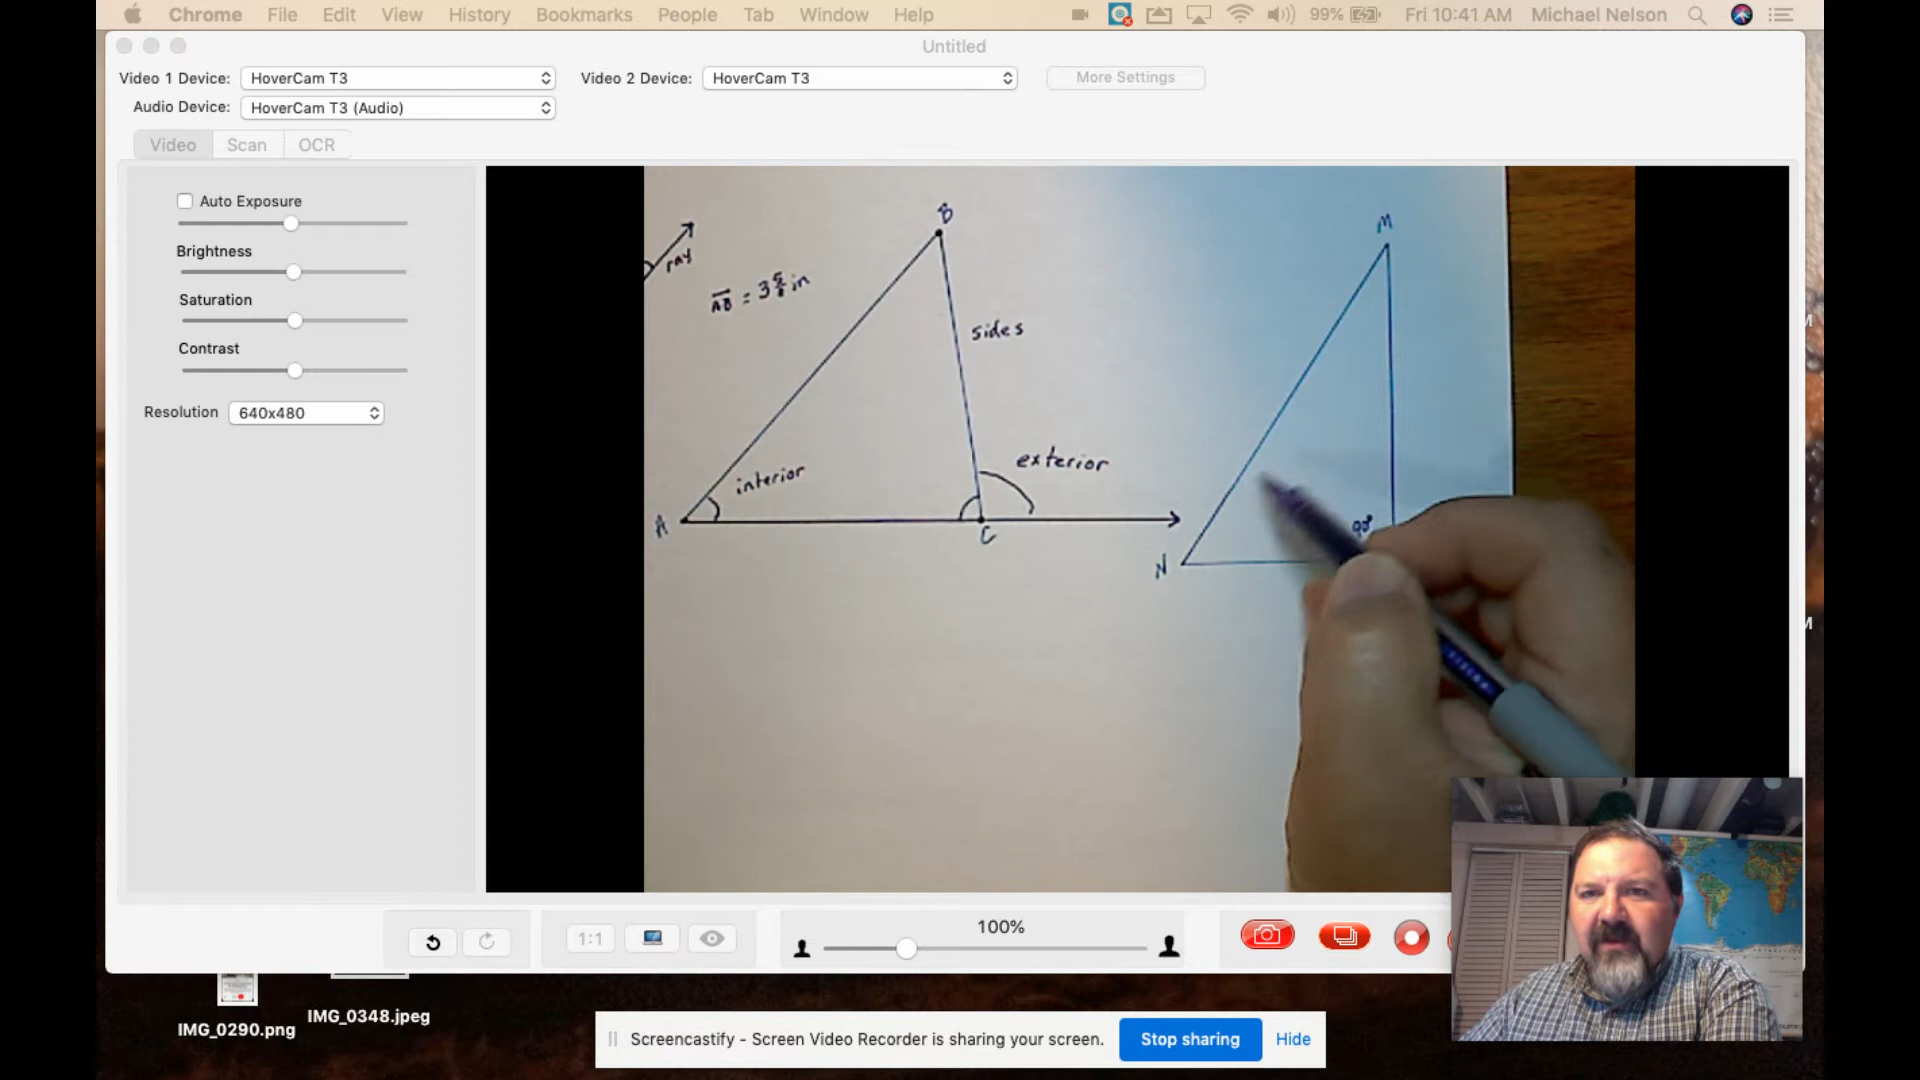 Chrome File Edit View History Bookmarks People Tab Window Help 99% Fri 10:41 AM Michael Nelson
Untitled
Video 1 Device: HoverCam T3 Video 2 Device: HoverCam T3 More Settings
Audio Device: HoverCam T3 (Audio)
Video Scan OCR
Auto Exposure
Brightness
Saturation
Contrast
Resolution 640x480
B
M
ray
AB = 3 5/8 in
sides
exterior
interior
90°
A
C
N
M
M
100%
1:1
IMG_0290.png
IMG_0348.jpeg
Screencastify - Screen Video Recorder is sharing your screen. Stop sharing Hide